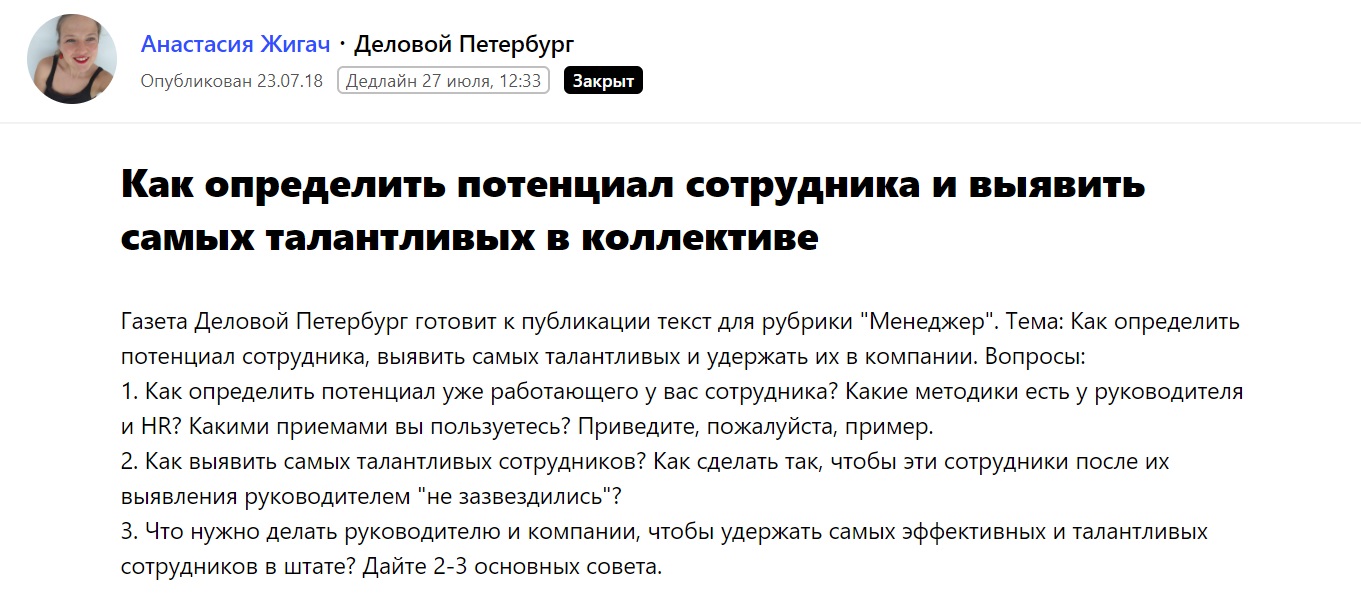 Анастасия Жигач · Деловой Петербург
Опубликован 23.07.18 Дедлайн 27 июля, 12:33 Закрыт
Как определить потенциал сотрудника и выявить
самых талантливых в коллективе
Газета Деловой Петербург готовит к публикации текст для рубрики "Менеджер". Тема: Как определить
потенциал сотрудника, выявить самых талантливых и удержать их в компании. Вопросы:
1. Как определить потенциал уже работающего у вас сотрудника? Какие методики есть у руководителя
и HR? Какими приемами вы пользуетесь? Приведите, пожалуйста, пример.
2. Как выявить самых талантливых сотрудников? Как сделать так, чтобы эти сотрудники после их
выявления руководителем "не зазвездились"?
3. Что нужно делать руководителю и компании, чтобы удержать самых эффективных и талантливых
сотрудников в штате? Дайте 2-3 основных совета.